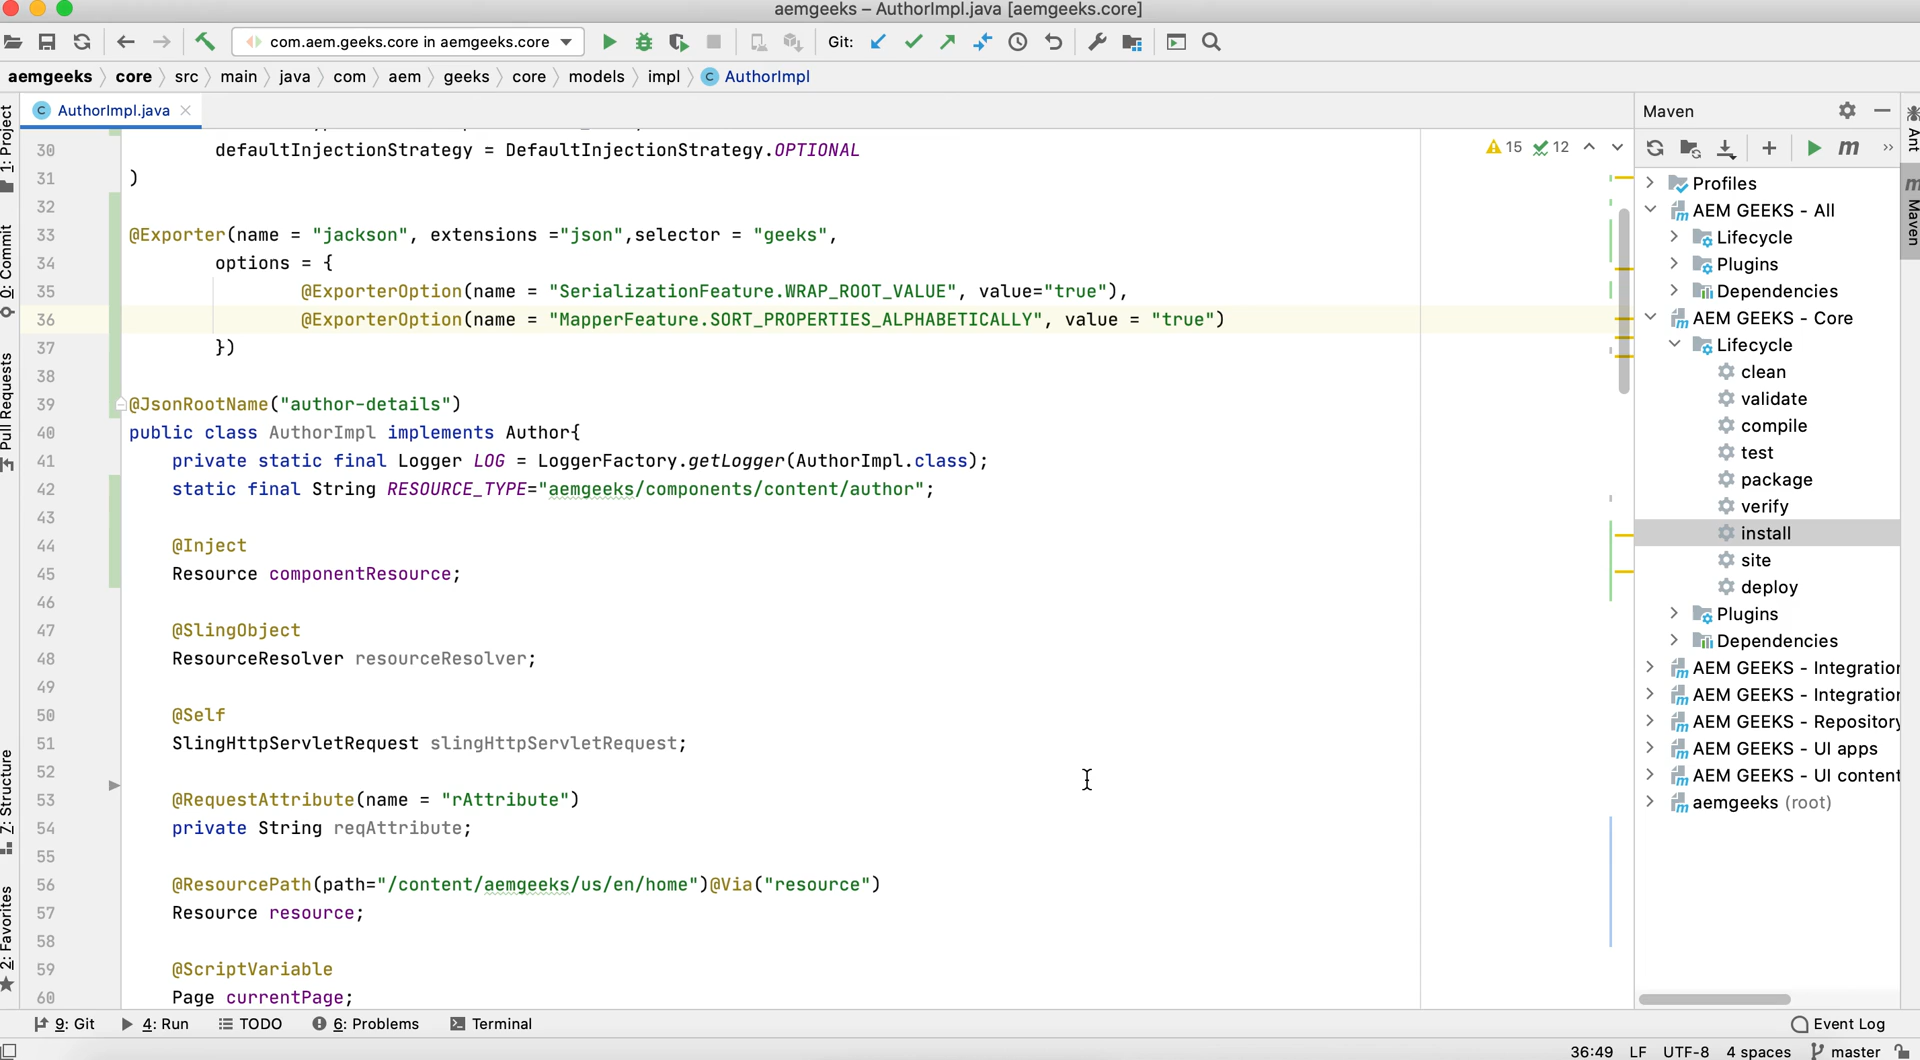 aemgeeks – AuthorImpl.java [aemgeeks.core]
com.aem.geeks.core in aemgeeks.core
Git:
aemgeeks core src main java com aem geeks core models impl C AuthorImpl
C AuthorImpl.java
Maven
1: Project
0: Commit
Pull Requests
Z: Structure
2: Favorites
30 defaultInjectionStrategy = DefaultInjectionStrategy.OPTIONAL
31 )
32
33 @Exporter(name = "jackson", extensions ="json",selector = "geeks",
34 options = {
35 @ExporterOption(name = "SerializationFeature.WRAP_ROOT_VALUE", value="true"),
36 @ExporterOption(name = "MapperFeature.SORT_PROPERTIES_ALPHABETICALLY", value = "true")
37 })
38
39 @JsonRootName("author-details")
40 public class AuthorImpl implements Author{
41 private static final Logger LOG = LoggerFactory.getLogger(AuthorImpl.class);
42 static final String RESOURCE_TYPE="aemgeeks/components/content/author";
43
44 @Inject
45 Resource componentResource;
46
47 @SlingObject
48 ResourceResolver resourceResolver;
49
50 @Self
51 SlingHttpServletRequest slingHttpServletRequest;
52
53 @RequestAttribute(name = "rAttribute")
54 private String reqAttribute;
55
56 @ResourcePath(path="/content/aemgeeks/us/en/home")@Via("resource")
57 Resource resource;
58
59 @ScriptVariable
60 Page currentPage;
15 12
m
Profiles
AEM GEEKS - All
Lifecycle
Plugins
Dependencies
AEM GEEKS - Core
Lifecycle
clean
validate
compile
test
package
verify
install
site
deploy
Plugins
Dependencies
AEM GEEKS - Integration
AEM GEEKS - Integration
AEM GEEKS - Repository
AEM GEEKS - UI apps
AEM GEEKS - UI content
aemgeeks (root)
Ant
m Maven
9: Git 4: Run TODO 6: Problems Terminal
Event Log
36:49 LF UTF-8 4 spaces master